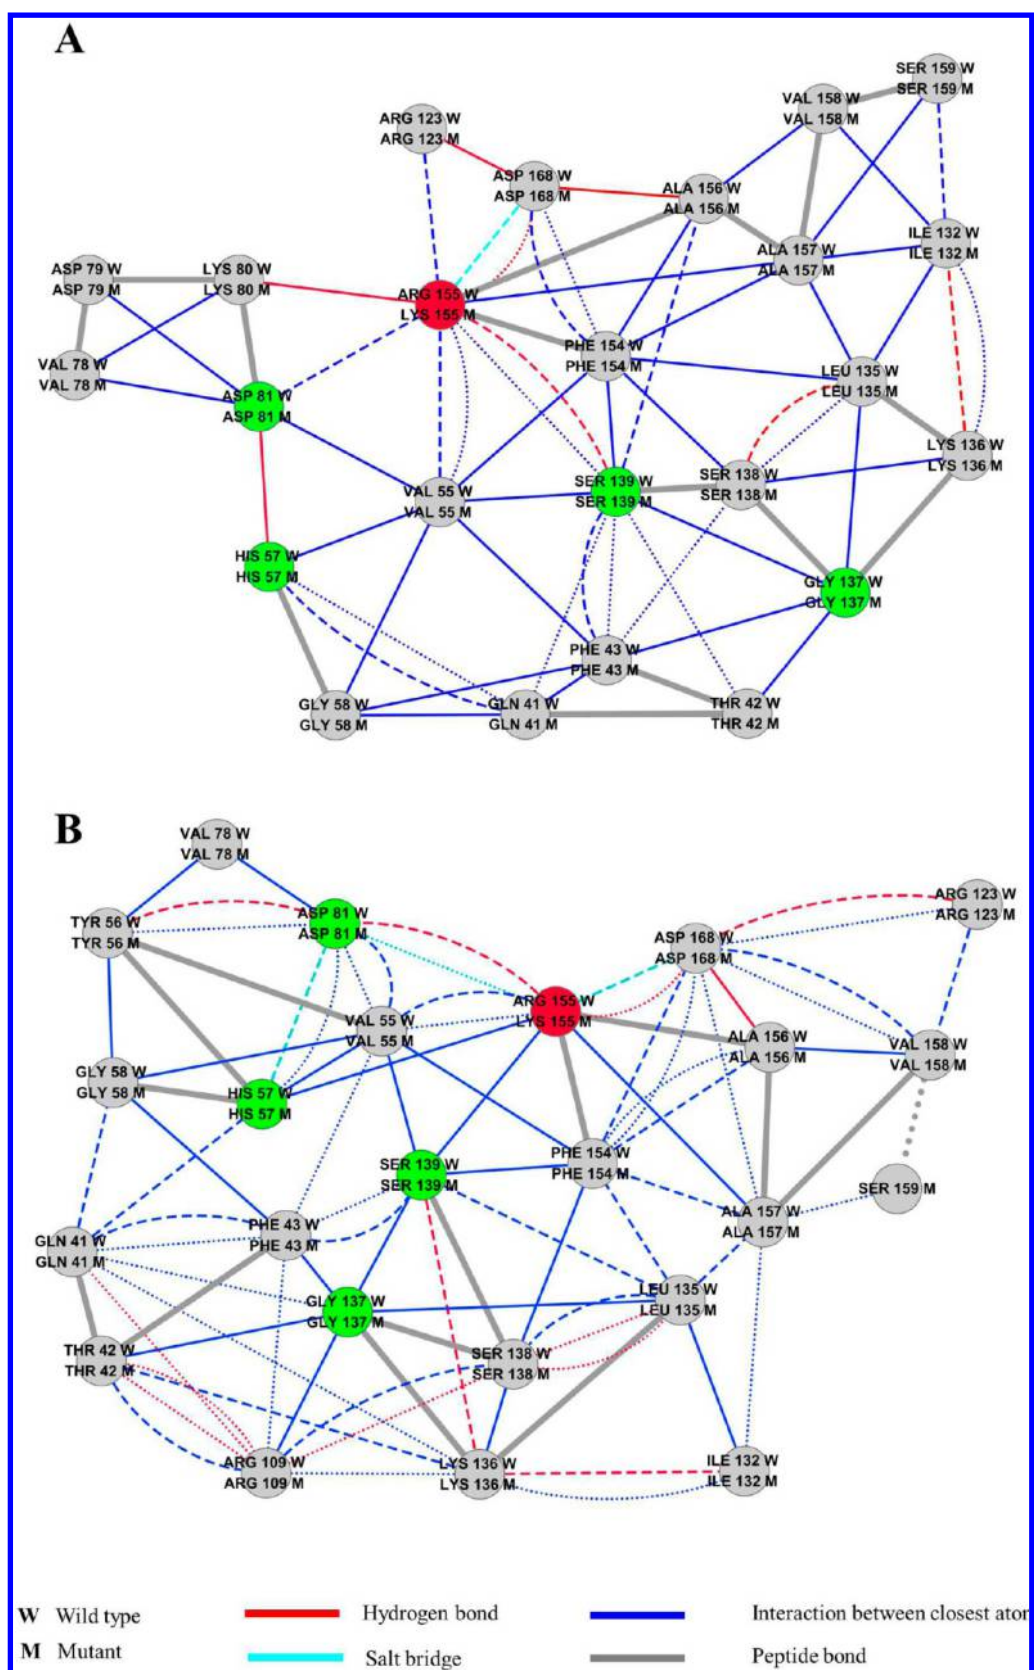 A
SER 159 W
SER 159 M
VAL 158 W
VAL 158 M
ARG 123 W
ARG 123 M
ASP 168 W
ASP 168 M
ALA 156 W
ALA 156 M
ILE 132 W
ILE 132 M
ALA 157 W
ALA 157 M
ASP 79 W
ASP 79 M
LYS 80 W
LYS 80 M
ARG 155 W
LYS 155 M
PHE 154 W
PHE 154 M
VAL 78 W
VAL 78 M
LEU 135 W
LEU 135 M
ASP 81 W
ASP 81 M
LYS 136 W
LYS 136 M
SER 138 W
SER 138 M
SER 139 W
SER 139 M
VAL 55 W
VAL 55 M
HIS 57 W
HIS 57 M
GLY 137 W
GLY 137 M
PHE 43 W
PHE 43 M
GLY 58 W
GLY 58 M
GLN 41 W
GLN 41 M
THR 42 W
THR 42 M
B
VAL 78 W
VAL 78 M
ARG 123 W
ARG 123 M
TYR 56 W
TYR 56 M
ASP 81 W
ASP 81 M
ASP 168 W
ASP 168 M
ARG 155 W
LYS 155 M
VAL 55 W
VAL 55 M
ALA 156 W
ALA 156 M
VAL 158 W
VAL 158 M
GLY 58 W
GLY 58 M
HIS 57 W
HIS 57 M
PHE 154 W
PHE 154 M
SER 139 W
SER 139 M
SER 159 M
ALA 157 W
ALA 157 M
PHE 43 W
PHE 43 M
GLN 41 W
GLN 41 M
LEU 135 W
LEU 135 M
GLY 137 W
GLY 137 M
THR 42 W
THR 42 M
SER 138 W
SER 138 M
ARG 109 W
ARG 109 M
LYS 136 W
LYS 136 M
ILE 132 W
ILE 132 M
W Wild type Hydrogen bond Interaction between closest ator
M Mutant Salt bridge Peptide bond